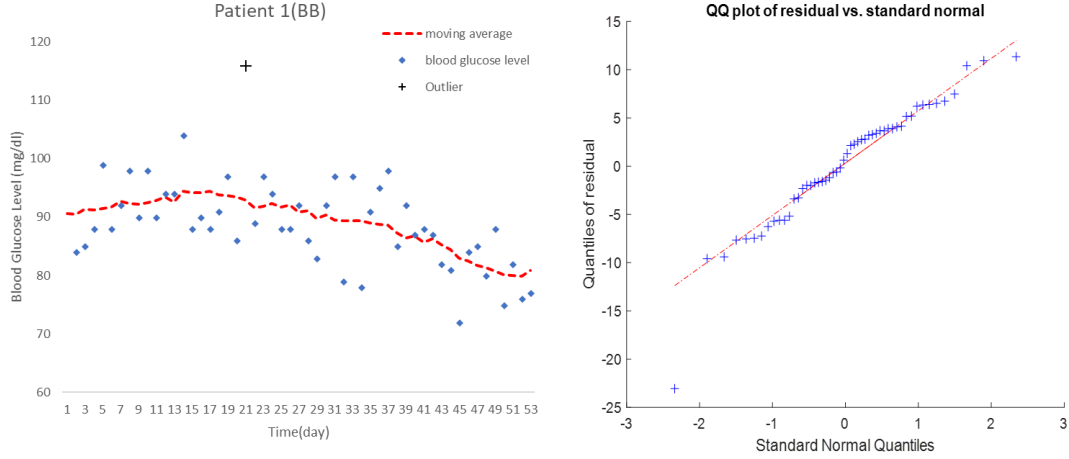 Patient 1(BB)
120
110
100
90
80
70
60
Blood Glucose Level (mg/dl)
moving average
blood glucose level
Outlier
1 3 5 7 9 11 13 15 17 19 21 23 25 27 29 31 33 35 37 39 41 43 45 47 49 51 53
Time(day)
QQ plot of residual vs. standard normal
15
10
5
0
-5
-10
-15
-20
-25
Quantiles of residual
-3 -2 -1 0 1 2 3
Standard Normal Quantiles